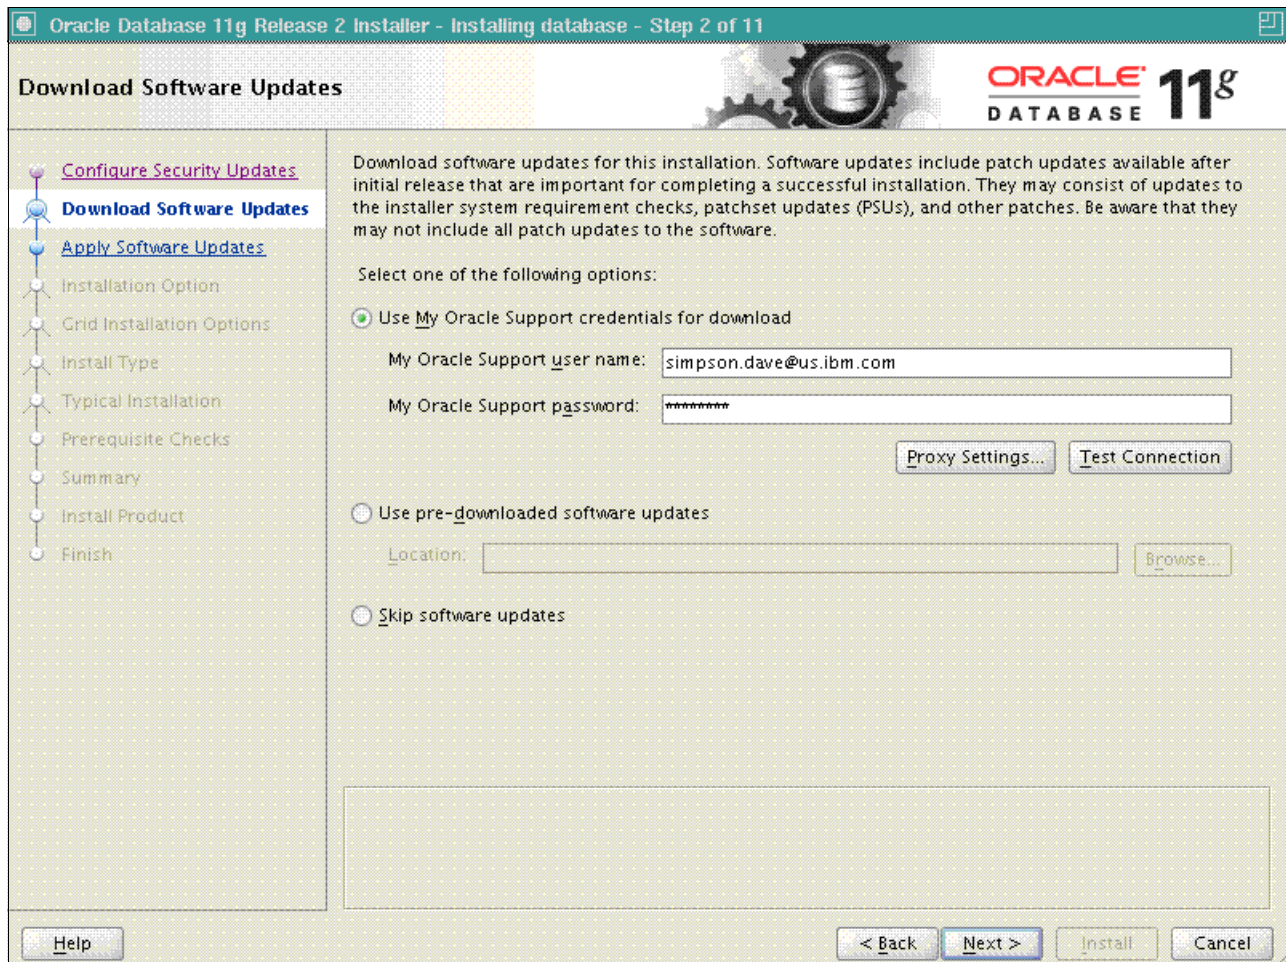 Oracle Database 11g Release 2 Installer - Installing database - Step 2 of 11
Download Software Updates
ORACLE
DATABASE
11g
Configure Security Updates
Download Software Updates
Apply Software Updates
Installation Option
Grid Installation Options
Install Type
Typical Installation
Prerequisite Checks
Summary
Install Product
Finish
Download software updates for this installation. Software updates include patch updates available after
initial release that are important for completing a successful installation. They may consist of updates to
the installer system requirement checks, patchset updates (PSUs), and other patches. Be aware that they
may not include all patch updates to the software.
Select one of the following options:
Use My Oracle Support credentials for download
My Oracle Support user name: simpson.dave@us.ibm.com
My Oracle Support password: ********
Proxy Settings... Test Connection
Use pre-downloaded software updates
Location: Browse...
Skip software updates
Help < Back Next > Install Cancel